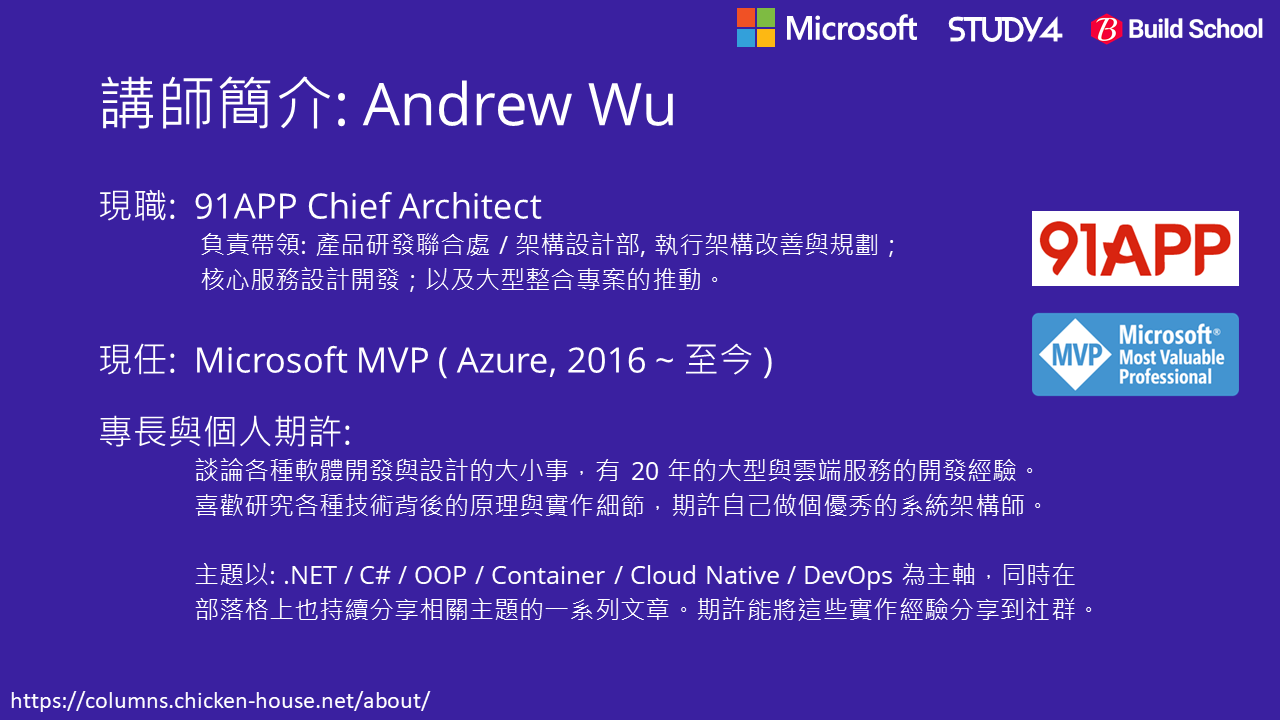 Microsoft STUDY4 Build School
講師簡介: Andrew Wu
現職: 91APP Chief Architect
負責帶領: 產品研發聯合處 / 架構設計部, 執行架構改善與規劃；
核心服務設計開發；以及大型整合專案的推動。
91APP
現任: Microsoft MVP ( Azure, 2016 ~ 至今 )
MVP Microsoft®
Most Valuable
Professional
專長與個人期許:
談論各種軟體開發與設計的大小事，有 20 年的大型與雲端服務的開發經驗。
喜歡研究各種技術背後的原理與實作細節，期許自己做個優秀的系統架構師。
主題以: .NET / C# / OOP / Container / Cloud Native / DevOps 為主軸，同時在
部落格上也持續分享相關主題的一系列文章。期許能將這些實作經驗分享到社群。
https://columns.chicken-house.net/about/